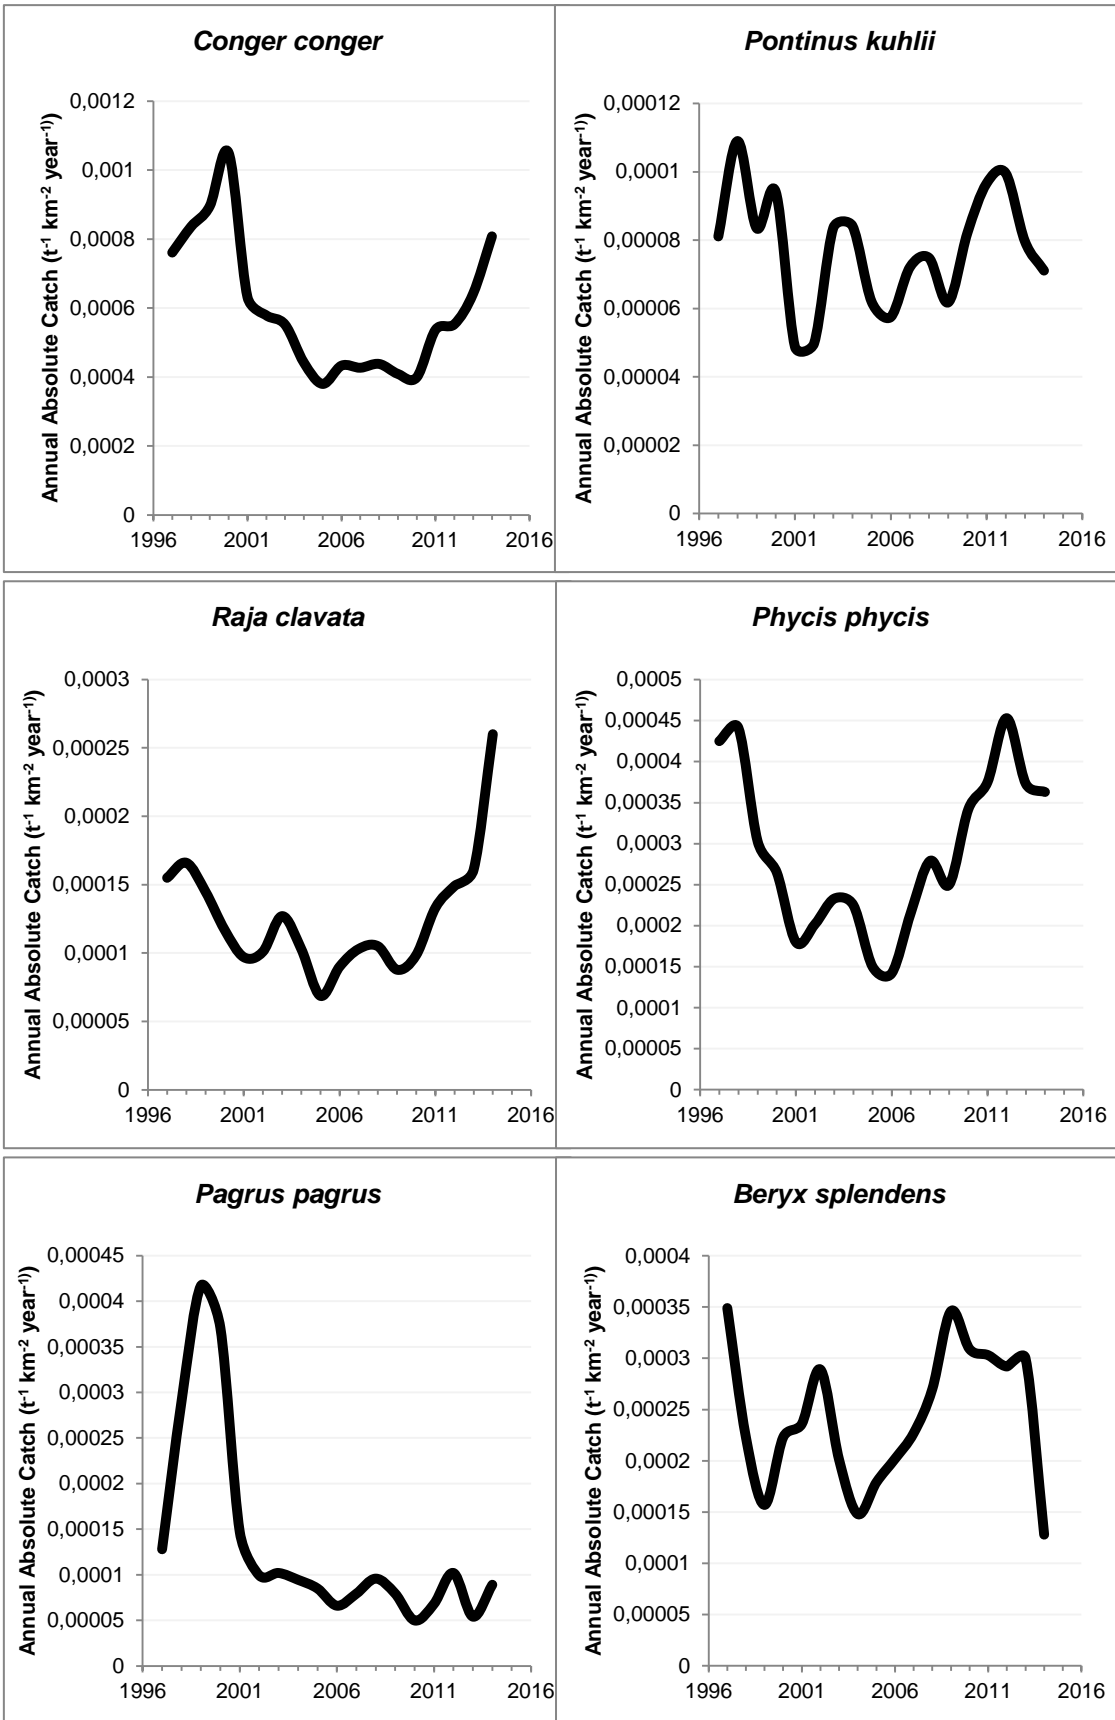 Conger conger
Annual Absolute Catch (t-1 km-2 year-1))
0,0012
0,001
0,0008
0,0006
0,0004
0,0002
0
1996 2001 2006 2011 2016
Pontinus kuhlii
Annual Absolute Catch (t-1 km-2 year-1))
0,00012
0,0001
0,00008
0,00006
0,00004
0,00002
0
1996 2001 2006 2011 2016
Raja clavata
Annual Absolute Catch (t-1 km-2 year-1))
0,0003
0,00025
0,0002
0,00015
0,0001
0,00005
0
1996 2001 2006 2011 2016
Phycis phycis
Annual Absolute Catch (t-1 km-2 year-1))
0,0005
0,00045
0,0004
0,00035
0,0003
0,00025
0,0002
0,00015
0,0001
0,00005
0
1996 2001 2006 2011 2016
Pagrus pagrus
Annual Absolute Catch (t-1 km-2 year-1))
0,00045
0,0004
0,00035
0,0003
0,00025
0,0002
0,00015
0,0001
0,00005
0
1996 2001 2006 2011 2016
Beryx splendens
Annual Absolute Catch (t-1 km-2 year-1))
0,0004
0,00035
0,0003
0,00025
0,0002
0,00015
0,0001
0,00005
0
1996 2001 2006 2011 2016